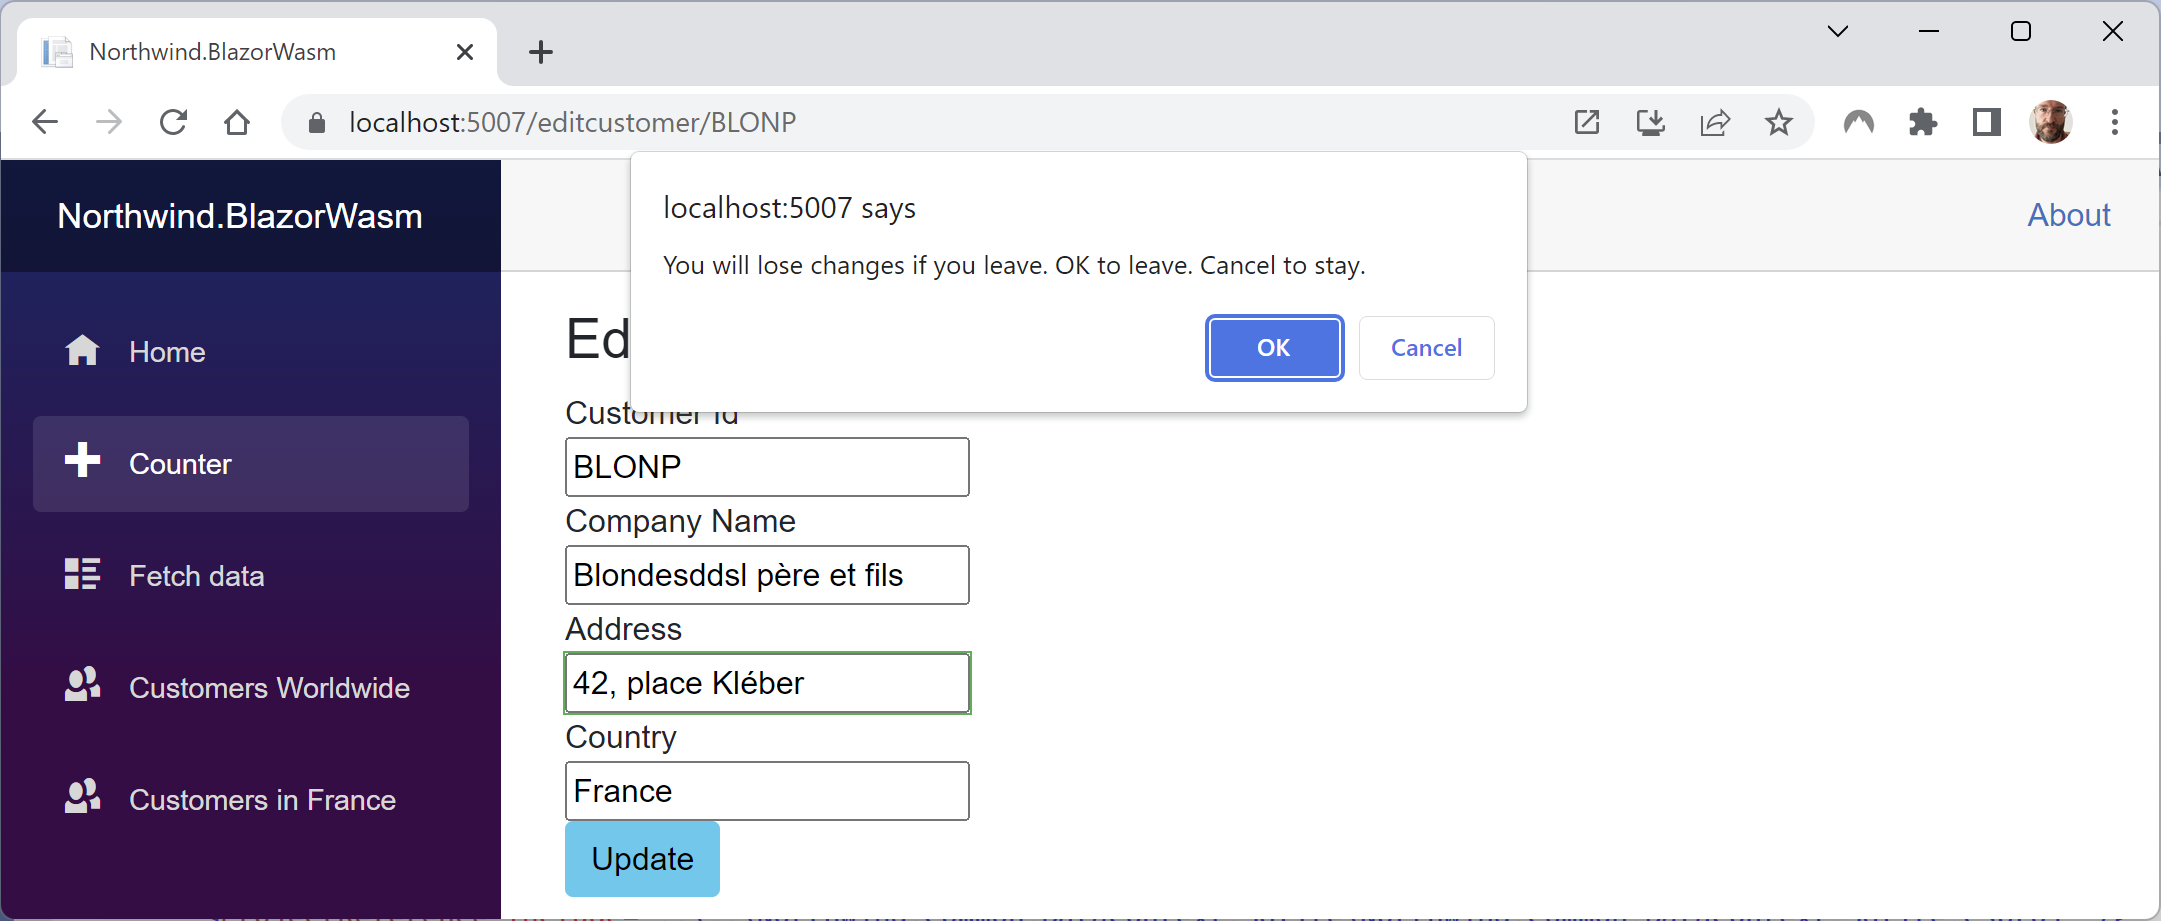 Northwind.BlazorWasm
localhost:5007/editcustomer/BLONP
Northwind.BlazorWasm
About
localhost:5007 says
You will lose changes if you leave. OK to leave. Cancel to stay.
OK
Cancel
Home
Counter
Fetch data
Customers Worldwide
Customers in France
Ed
Customer Id
BLONP
Company Name
Blondesddsl père et fils
Address
42, place Kléber
Country
France
Update